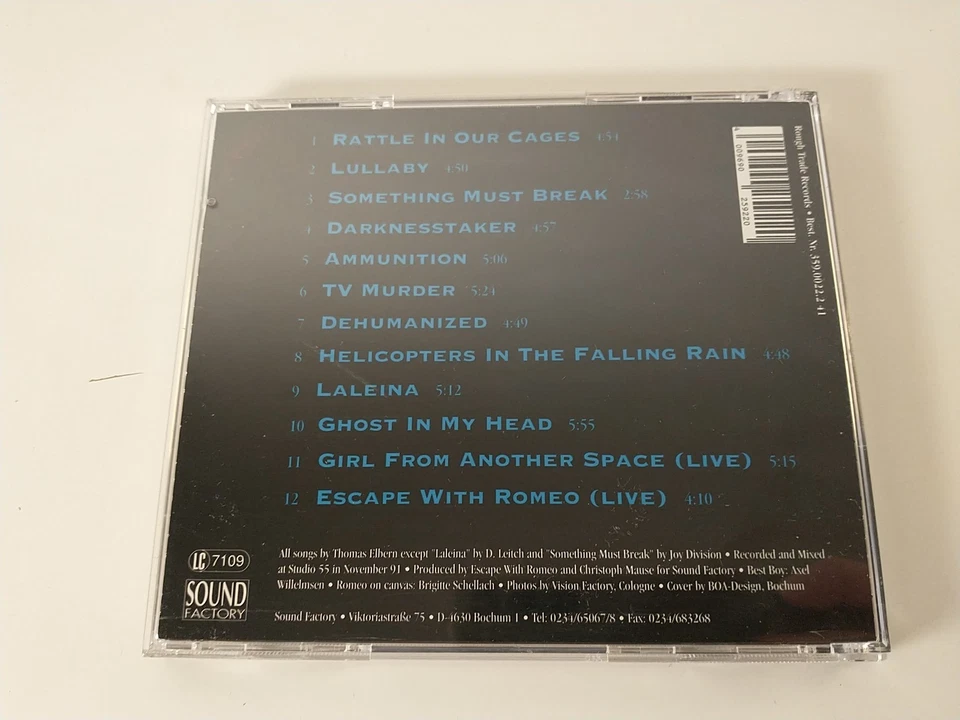 1 Rattle In Our Cages 4:54
2 Lullaby 4:50
3 Something Must Break 2:58
4 Darknesstaker 4:57
5 Ammunition 5:06
6 TV Murder 5:24
7 Dehumanized 4:49
8 Helicopters In The Falling Rain 4:48
9 Laleina 5:12
10 Ghost In My Head 5:55
11 Girl From Another Space (live) 5:15
12 Escape With Romeo (live) 4:10
4 009690 259220
Rough Trade Records • Best. Nr. 359.0022.2 41
LC 7109
SOUND
FACTORY
All songs by Thomas Elbern except "Laleina" by D. Leitch and "Something Must Break" by Joy Division • Recorded and Mixed
at Studio 55 in November 91 • Produced by Escape With Romeo and Christoph Mause for Sound Factory • Best Boy: Axel
Willelmsen • Romeo on canvas: Brigitte Schellach • Photos by Vision Factory, Cologne • Cover by BOA-Design, Bochum
Sound Factory • Viktoriastraße 75 • D-4630 Bochum 1 • Tel: 0234/65067/8 • Fax: 0234/683268